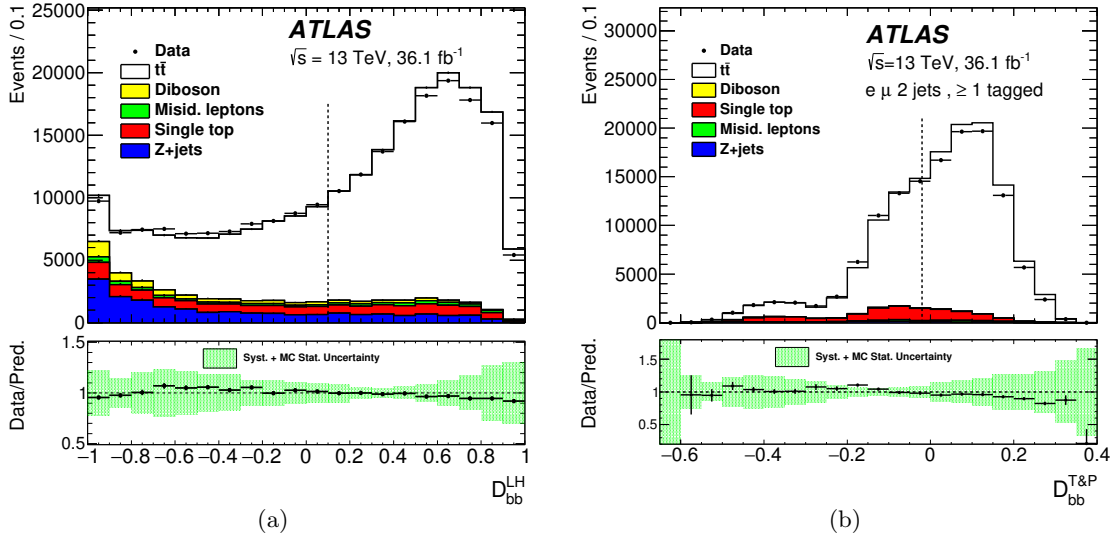 Events / 0.1
25000
20000
15000
10000
5000
0
ATLAS
√s = 13 TeV, 36.1 fb-1
Data
tt̄
Diboson
Misid. leptons
Single top
Z+jets
Data/Pred.
1.5
1
0.5
Syst. + MC Stat. Uncertainty
−1 −0.8 −0.6 −0.4 −0.2 0 0.2 0.4 0.6 0.8 1
D_bb^LH
(a)
Events / 0.1
30000
25000
20000
15000
10000
5000
0
ATLAS
√s=13 TeV, 36.1 fb-1
e μ 2 jets , ≥ 1 tagged
Data
tt̄
Diboson
Single top
Misid. leptons
Z+jets
Data/Pred.
1.5
1
0.5
Syst. + MC Stat. Uncertainty
−0.6 −0.4 −0.2 0 0.2 0.4
D_bb^T&P
(b)